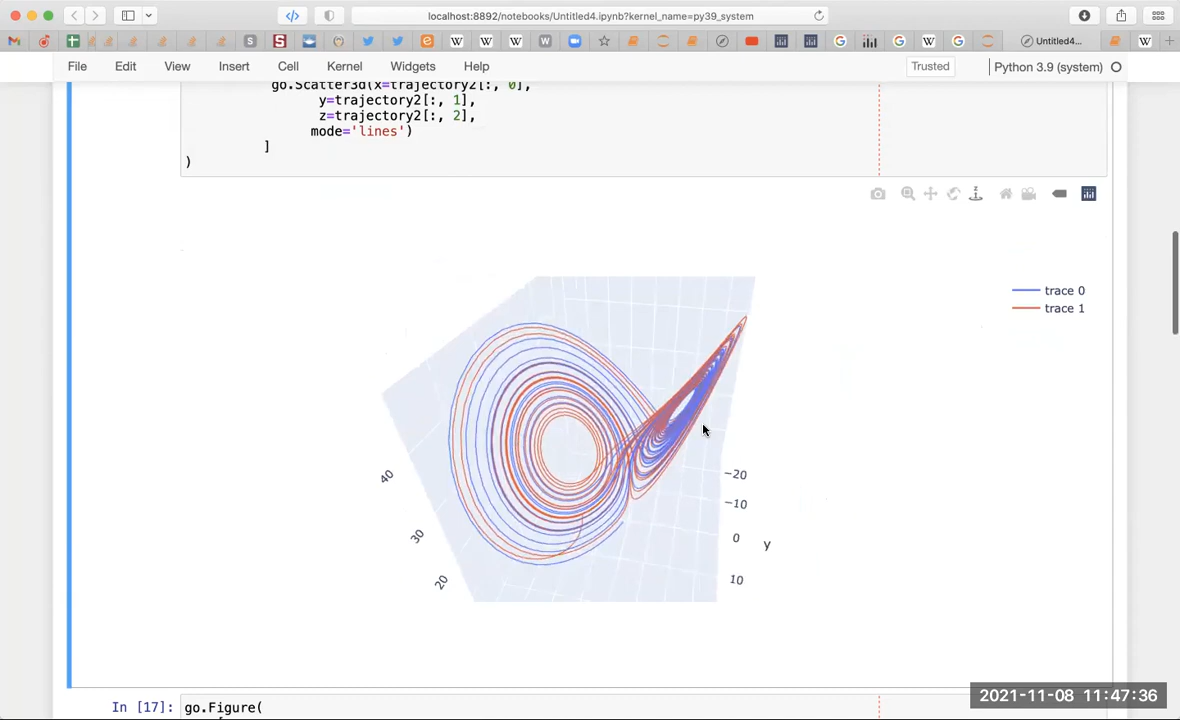 localhost:8892/notebooks/Untitled4.ipynb?kernel_name=py39_system
Untitled4...
File Edit View Insert Cell Kernel Widgets Help Trusted Python 3.9 (system)
go.Scatter3d(x=trajectory2[:, 0],
y=trajectory2[:, 1],
z=trajectory2[:, 2],
mode='lines')
]
)
z
trace 0
trace 1
40
30
20
−20
−10
0
y
10
In [17]: go.Figure(
2021-11-08 11:47:36